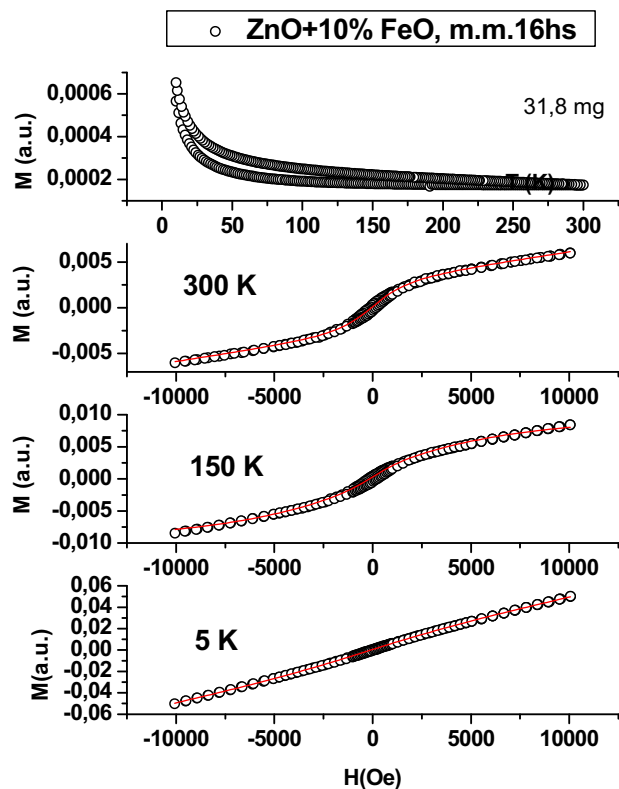 ZnO+10% FeO, m.m.16hs
0,0006
0,0004
0,0002
M (a.u.)
31,8 mg
T (K)
0 50 100 150 200 250 300
0,005
0,000
-0,005
M (a.u.)
300 K
-10000 -5000 0 5000 10000
0,010
0,005
0,000
-0,005
-0,010
M (a.u.)
150 K
-10000 -5000 0 5000 10000
0,06
0,04
0,02
0,00
-0,02
-0,04
-0,06
M(a.u.)
5 K
-10000 -5000 0 5000 10000
H(Oe)